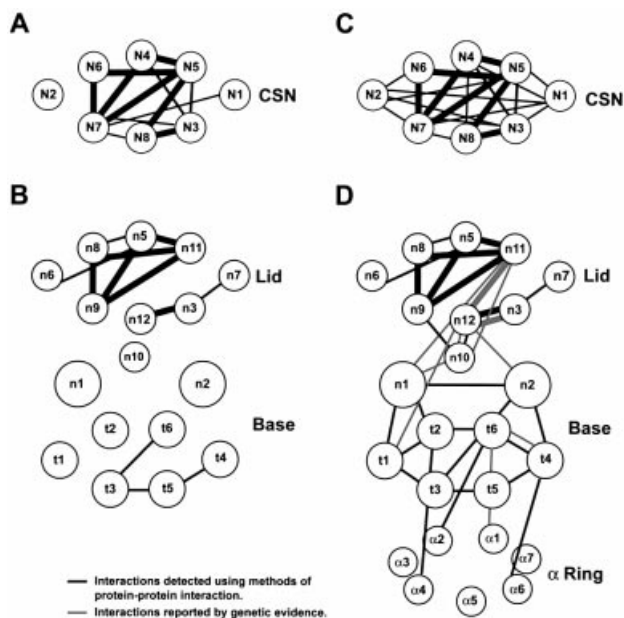 A
N4
N6
N5
N2
N1
CSN
N7
N8
N3
C
N4
N6
N5
N2
N1
CSN
N7
N8
N3
B
n5
n8
n11
n6
n7
Lid
n9
n12
n3
n10
n1
n2
t2
t6
Base
t1
t4
t3
t5
D
n5
n8
n11
n6
n7
Lid
n9
n12
n3
n10
n1
n2
t2
t6
Base
t1
t4
t3
t5
α2
α1
α3
α7
α Ring
α4
α6
α5
Interactions detected using methods of
protein-protein interaction.
Interactions reported by genetic evidence.